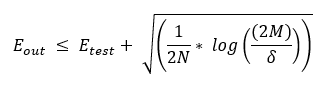 E_out ≤ E_test + √((1/2N * log((2M)/δ)))